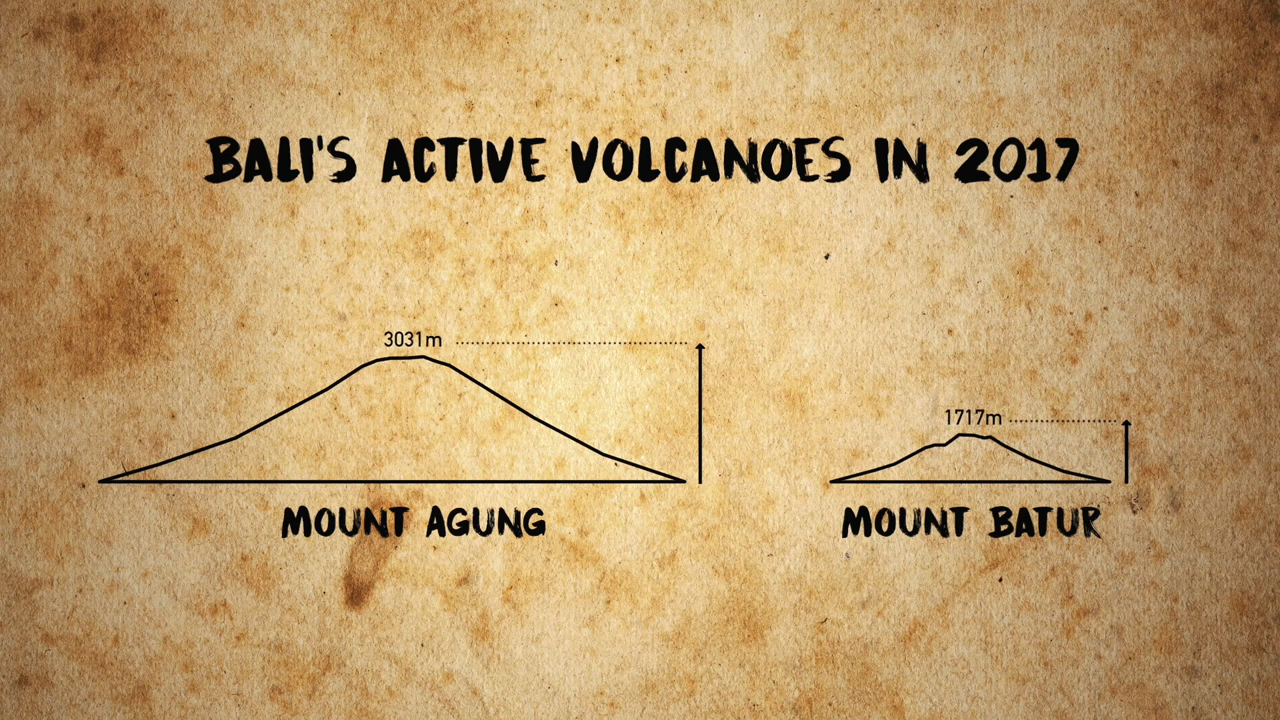 BALI'S ACTIVE VOLCANOES IN 2017
3031m
1717m
MOUNT AGUNG
MOUNT BATUR